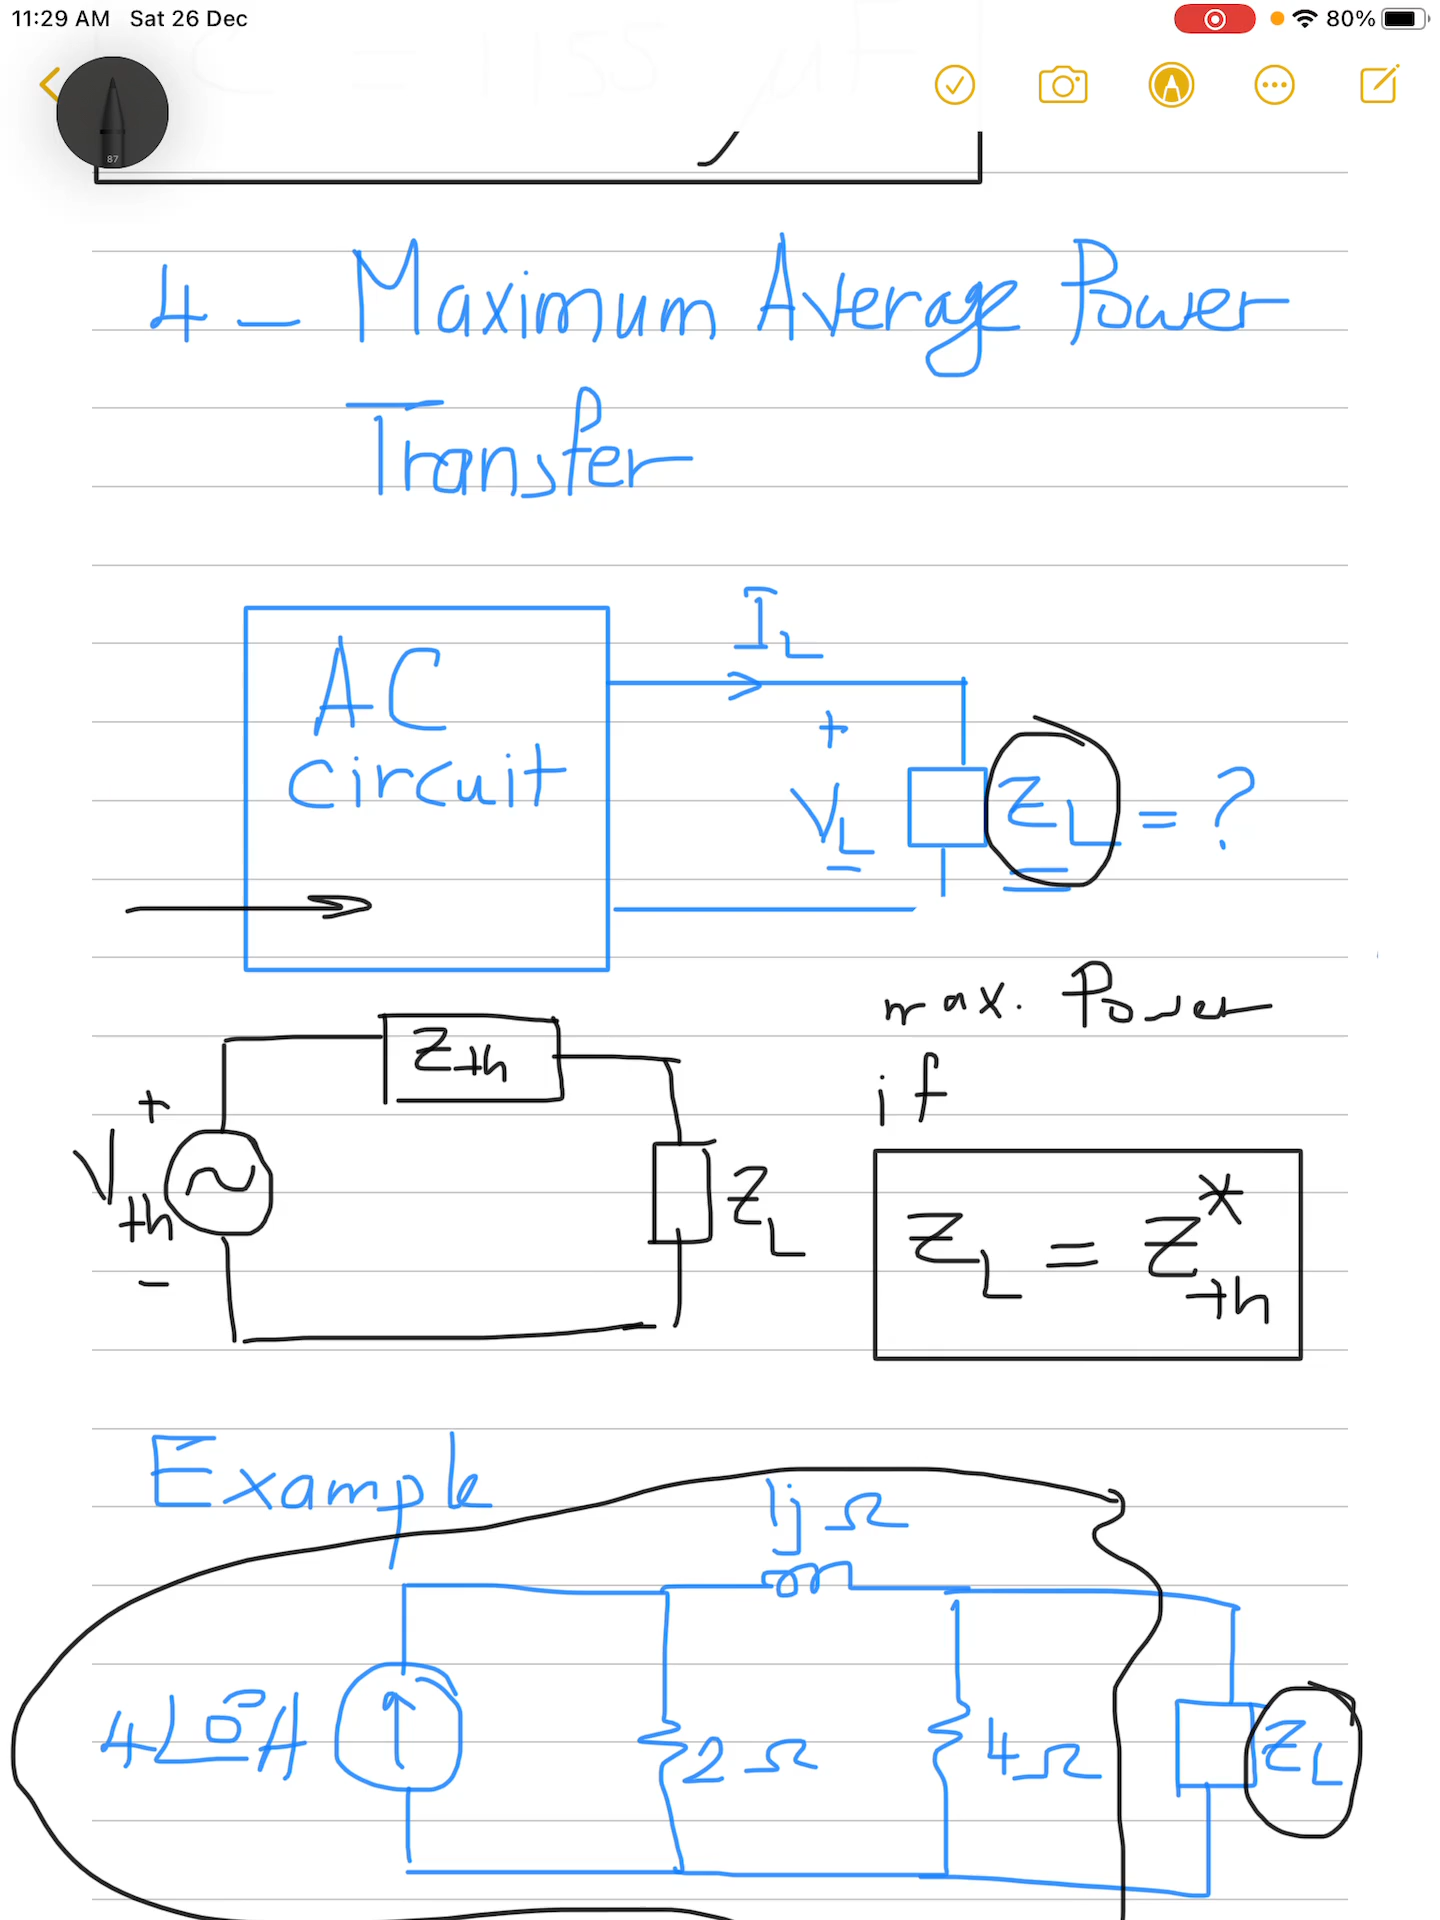 11:29 AM Sat 26 Dec
80%
87
4 - Maximum Average Power
Transfer
I_L
AC
circuit
+
V_L
Z_L = ?
max. Power
if
Z_th
+
V_th
-
Z_L
Z_L = Z*_th
Example
1j Ω
4∠0° A
2 Ω
4 Ω
Z_L